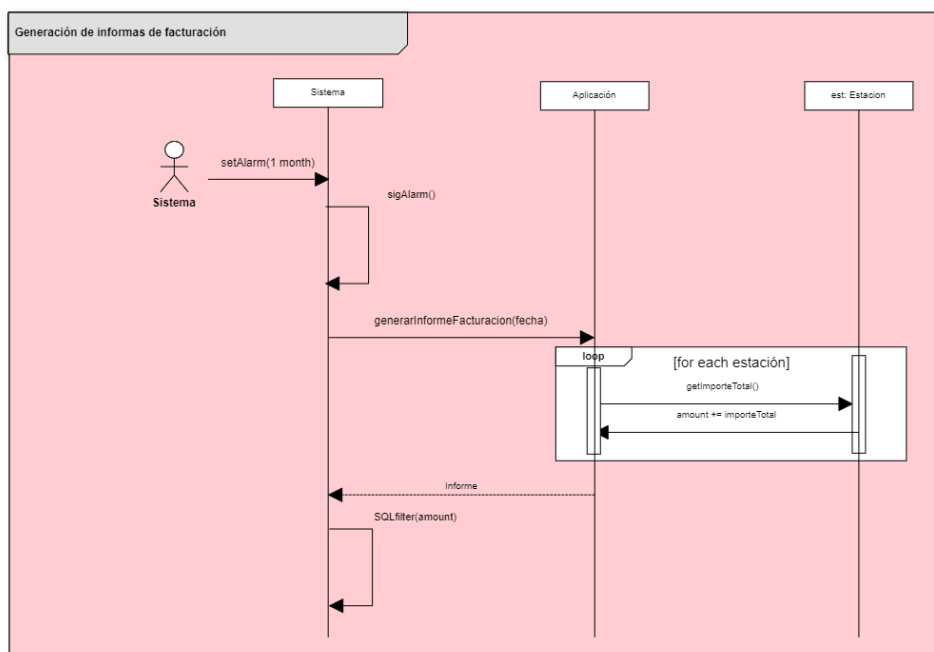 Generación de informas de facturación
Sistema
Aplicación
est: Estacion
setAlarm(1 month)
Sistema
sigAlarm()
generarInformeFacturacion(fecha)
loop
[for each estación]
getImporteTotal()
amount += importeTotal
Informe
SQLfilter(amount)